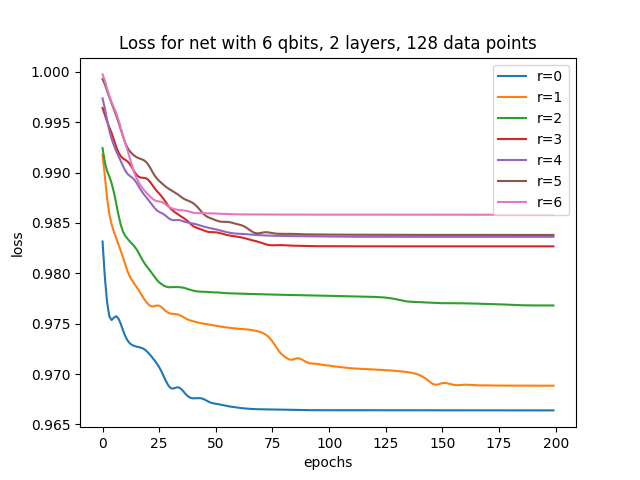 Loss for net with 6 qbits, 2 layers, 128 data points
1.000
0.995
0.990
0.985
0.980
0.975
0.970
0.965
loss
0 25 50 75 100 125 150 175 200
epochs
r=0
r=1
r=2
r=3
r=4
r=5
r=6